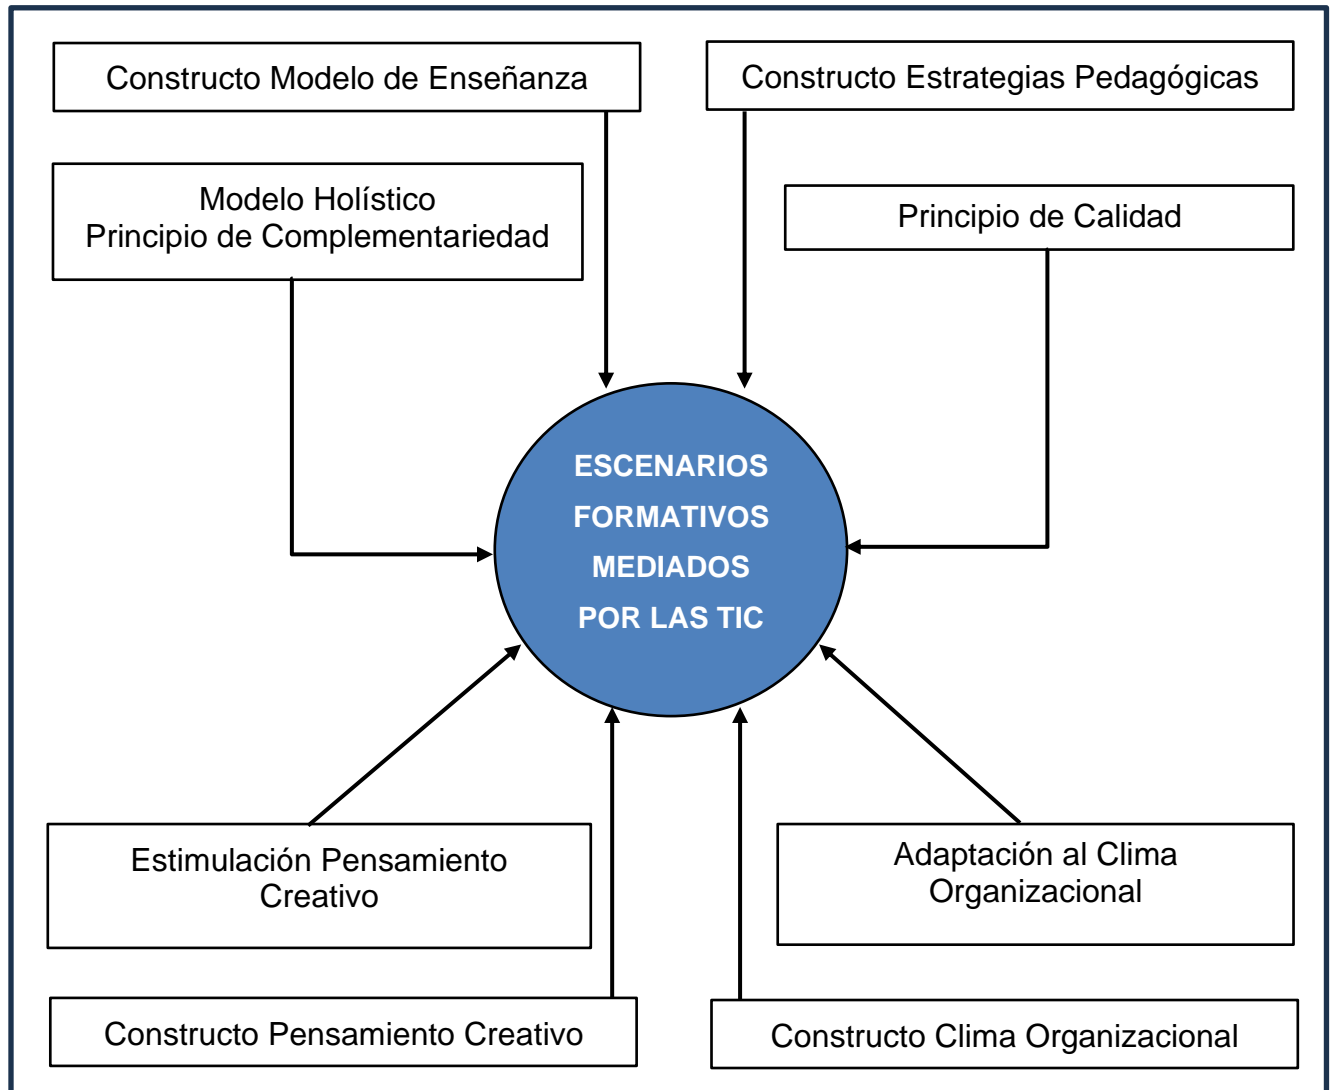 Constructo Modelo de Enseñanza
Constructo Estrategias Pedagógicas
Modelo Holístico
Principio de Complementariedad
Principio de Calidad
ESCENARIOS
FORMATIVOS
MEDIADOS
POR LAS TIC
Estimulación Pensamiento
Creativo
Adaptación al Clima
Organizacional
Constructo Pensamiento Creativo
Constructo Clima Organizacional